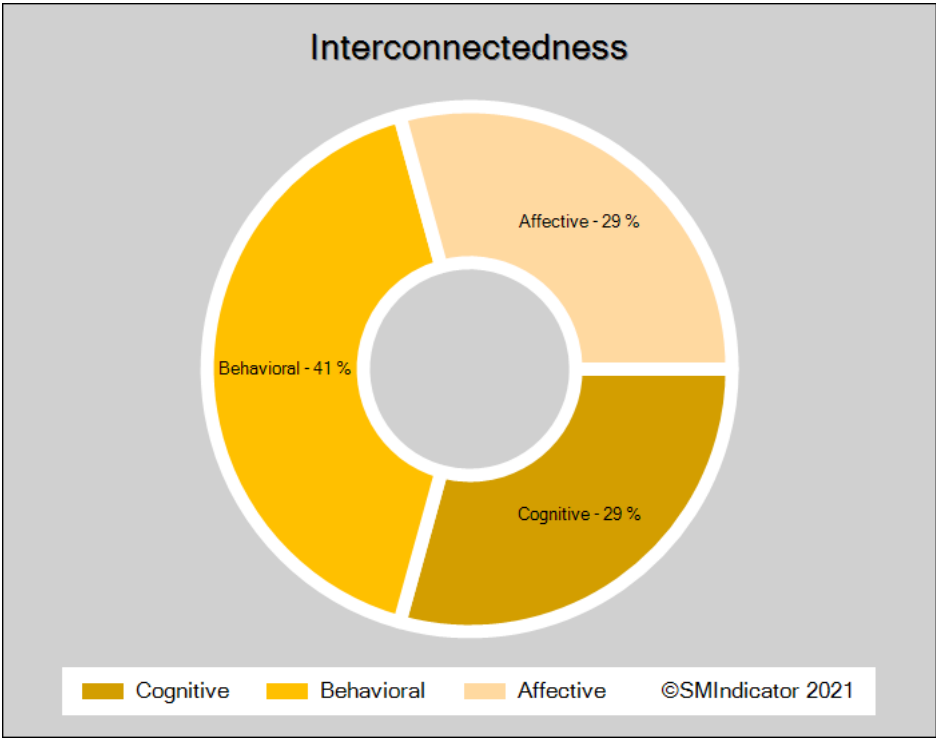 Interconnectedness
Affective - 29 %
Behavioral - 41 %
Cognitive - 29 %
Cognitive Behavioral Affective ©SMIndicator 2021